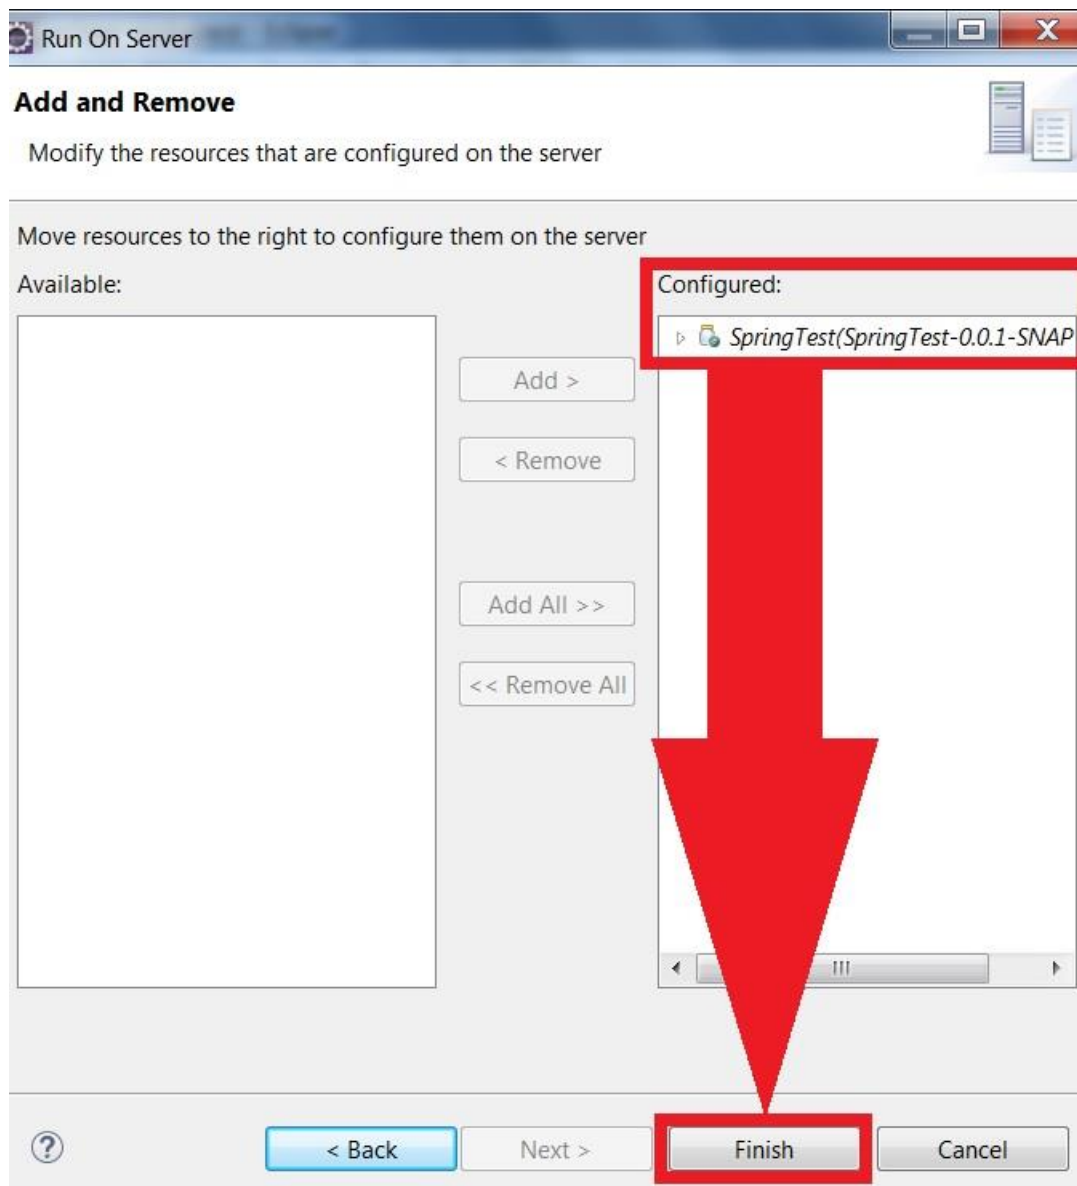 Run On Server
Add and Remove
Modify the resources that are configured on the server
Move resources to the right to configure them on the server
Available:
Configured:
SpringTest(SpringTest-0.0.1-SNAP
Add >
< Remove
Add All >>
<< Remove All
< Back
Next >
Finish
Cancel